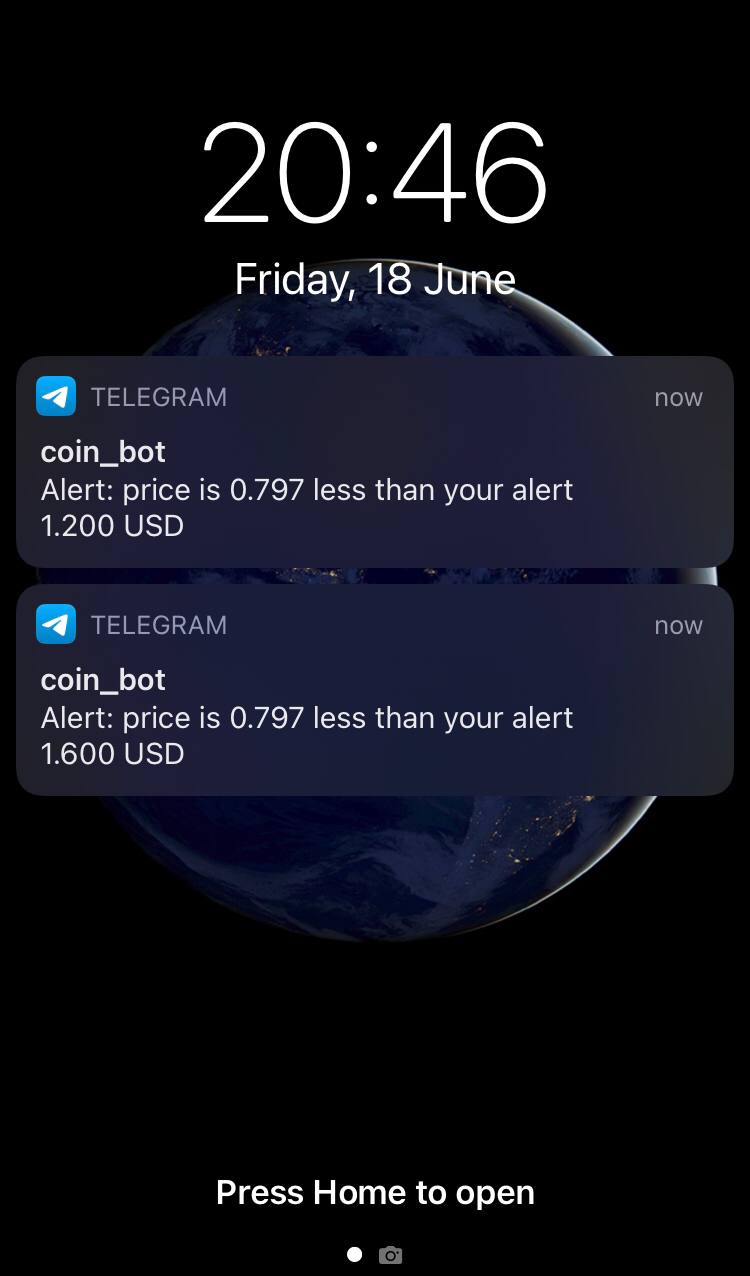 20:46
Friday, 18 June
TELEGRAM now
coin_bot
Alert: price is 0.797 less than your alert
1.200 USD
TELEGRAM now
coin_bot
Alert: price is 0.797 less than your alert
1.600 USD
Press Home to open